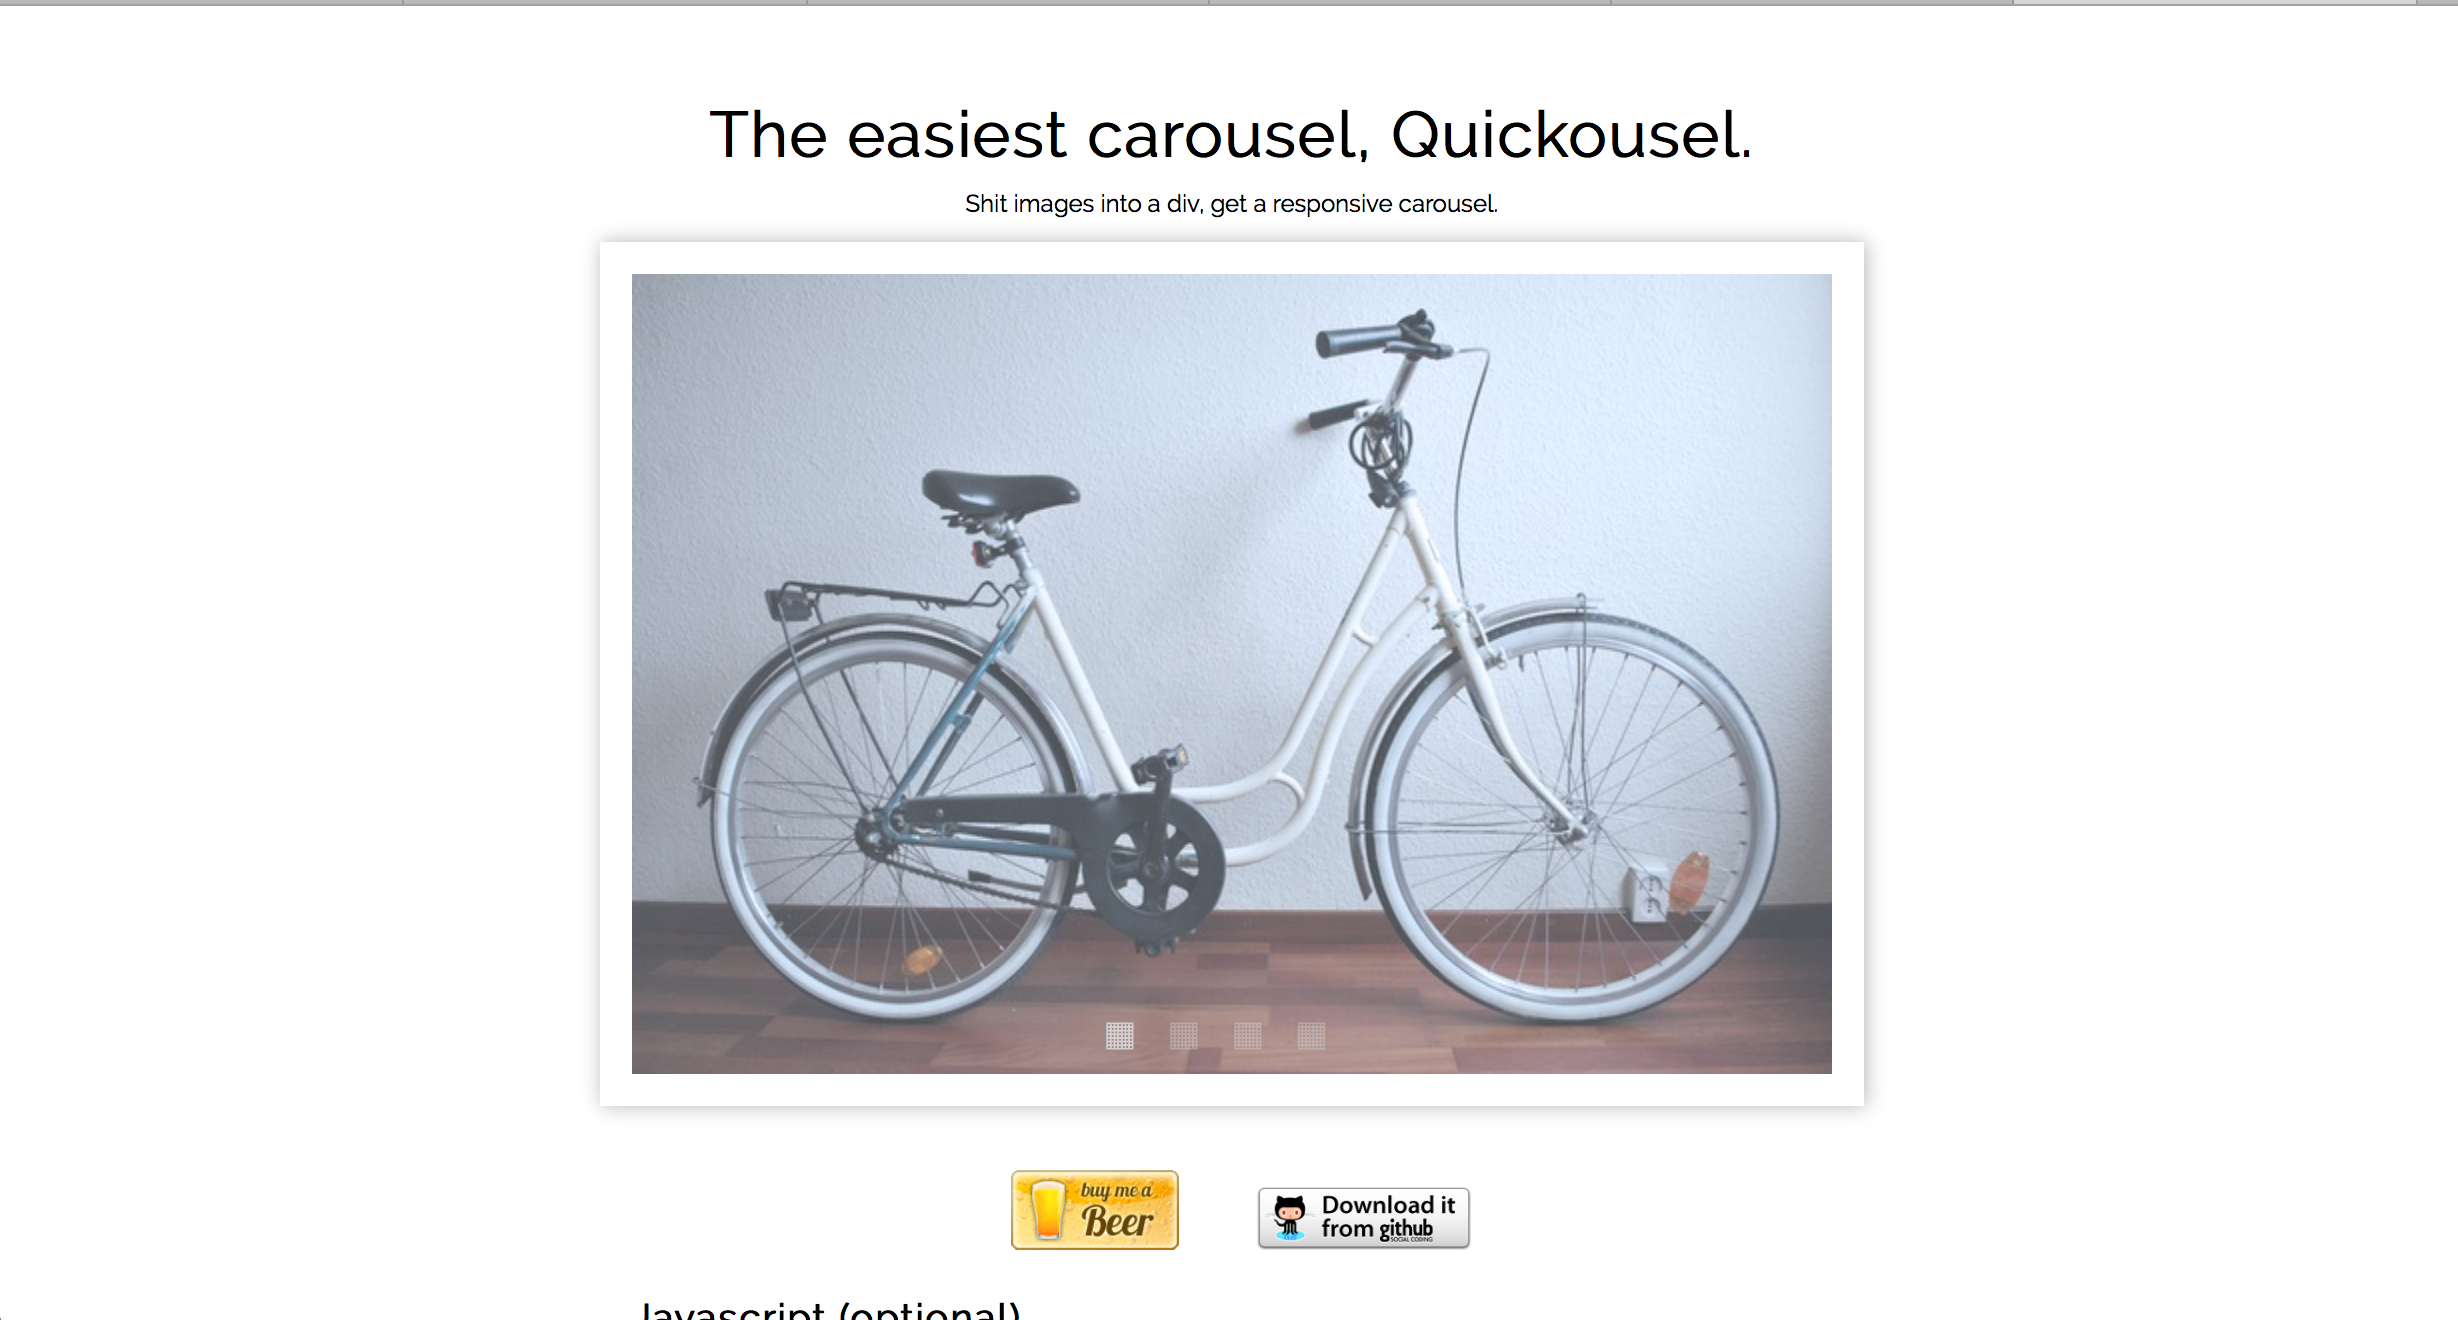 The easiest carousel, Quickousel.
Shit images into a div, get a responsive carousel.
buy me a
Beer
Download it
from github
SOCIAL CODING
Javascript (optional)